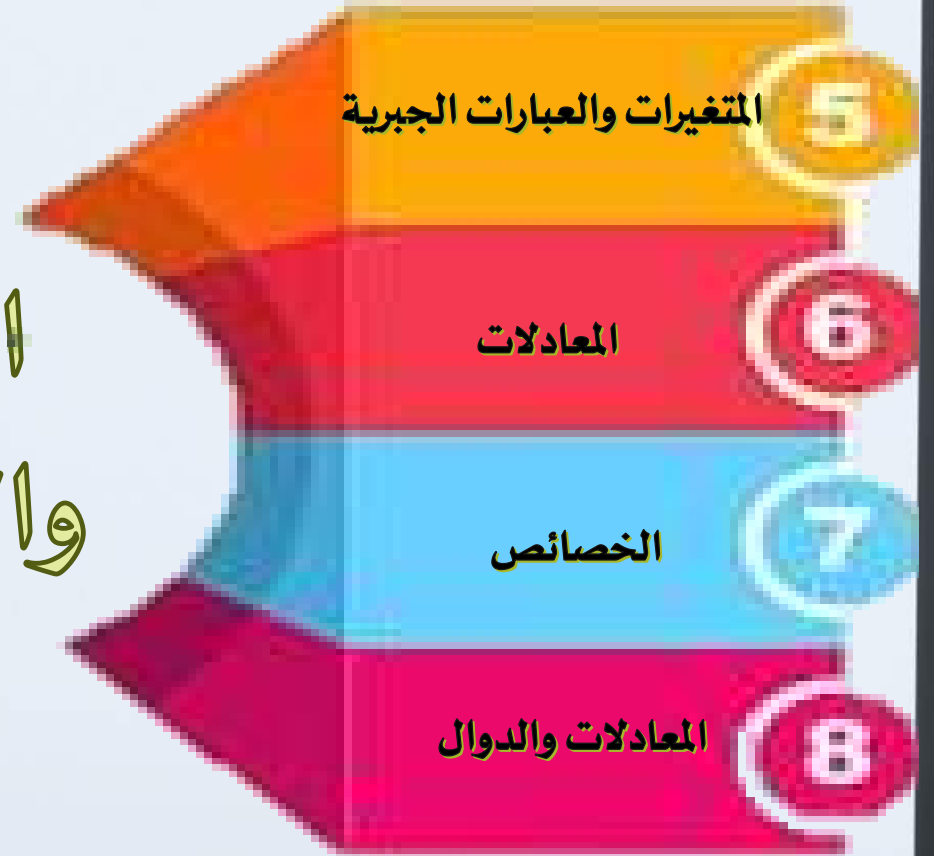 5 المتغيرات والعبارات الجبرية
6 المعادلات
7 الخصائص
8 المعادلات والدوال